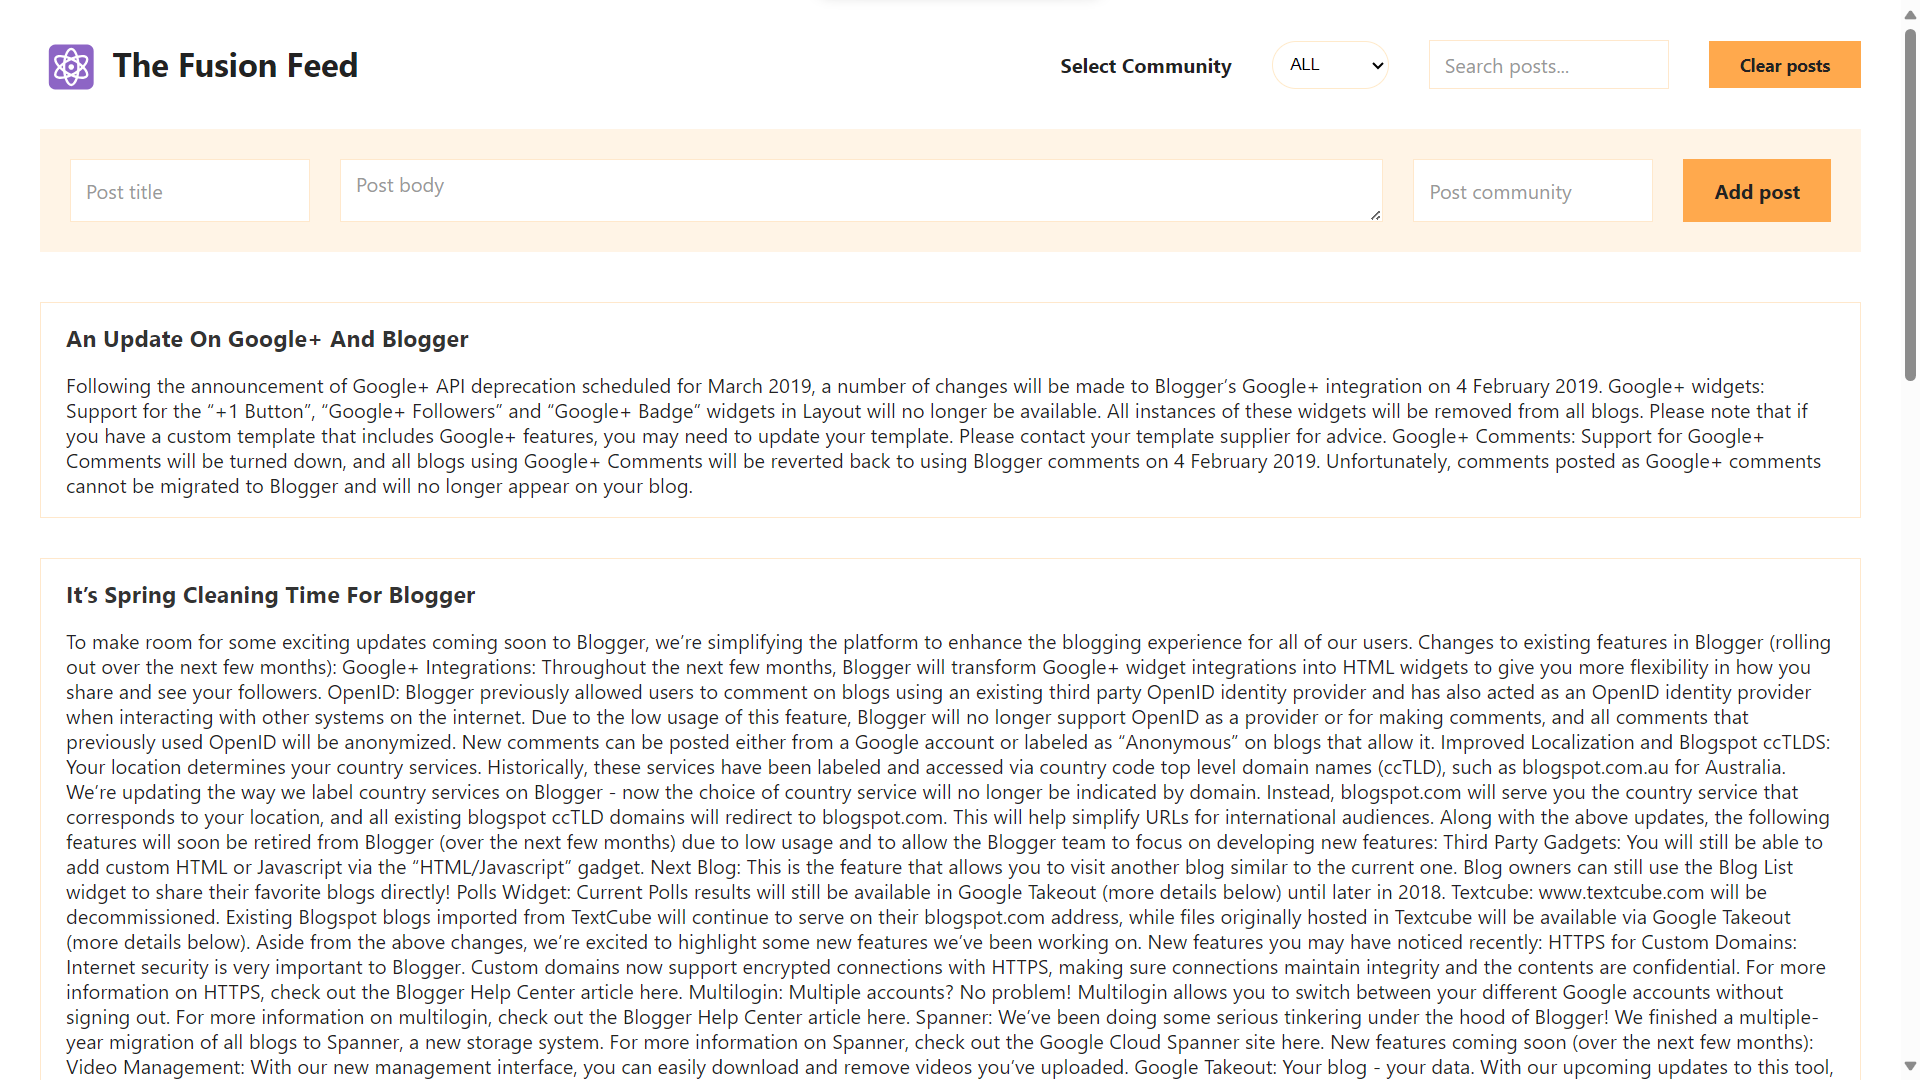 The Fusion Feed
Select Community
ALL
Search posts...
Clear posts
Post title
Post body
Post community
Add post
An Update On Google+ And Blogger
Following the announcement of Google+ API deprecation scheduled for March 2019, a number of changes will be made to Blogger’s Google+ integration on 4 February 2019. Google+ widgets:
Support for the “+1 Button”, “Google+ Followers” and “Google+ Badge” widgets in Layout will no longer be available. All instances of these widgets will be removed from all blogs. Please note that if
you have a custom template that includes Google+ features, you may need to update your template. Please contact your template supplier for advice. Google+ Comments: Support for Google+
Comments will be turned down, and all blogs using Google+ Comments will be reverted back to using Blogger comments on 4 February 2019. Unfortunately, comments posted as Google+ comments
cannot be migrated to Blogger and will no longer appear on your blog.
It’s Spring Cleaning Time For Blogger
To make room for some exciting updates coming soon to Blogger, we’re simplifying the platform to enhance the blogging experience for all of our users. Changes to existing features in Blogger (rolling
out over the next few months): Google+ Integrations: Throughout the next few months, Blogger will transform Google+ widget integrations into HTML widgets to give you more flexibility in how you
share and see your followers. OpenID: Blogger previously allowed users to comment on blogs using an existing third party OpenID identity provider and has also acted as an OpenID identity provider
when interacting with other systems on the internet. Due to the low usage of this feature, Blogger will no longer support OpenID as a provider or for making comments, and all comments that
previously used OpenID will be anonymized. New comments can be posted either from a Google account or labeled as “Anonymous” on blogs that allow it. Improved Localization and Blogspot ccTLDS:
Your location determines your country services. Historically, these services have been labeled and accessed via country code top level domain names (ccTLD), such as blogspot.com.au for Australia.
We’re updating the way we label country services on Blogger - now the choice of country service will no longer be indicated by domain. Instead, blogspot.com will serve you the country service that
corresponds to your location, and all existing blogspot ccTLD domains will redirect to blogspot.com. This will help simplify URLs for international audiences. Along with the above updates, the following
features will soon be retired from Blogger (over the next few months) due to low usage and to allow the Blogger team to focus on developing new features: Third Party Gadgets: You will still be able to
add custom HTML or Javascript via the “HTML/Javascript” gadget. Next Blog: This is the feature that allows you to visit another blog similar to the current one. Blog owners can still use the Blog List
widget to share their favorite blogs directly! Polls Widget: Current Polls results will still be available in Google Takeout (more details below) until later in 2018. Textcube: www.textcube.com will be
decommissioned. Existing Blogspot blogs imported from TextCube will continue to serve on their blogspot.com address, while files originally hosted in Textcube will be available via Google Takeout
(more details below). Aside from the above changes, we’re excited to highlight some new features we’ve been working on. New features you may have noticed recently: HTTPS for Custom Domains:
Internet security is very important to Blogger. Custom domains now support encrypted connections with HTTPS, making sure connections maintain integrity and the contents are confidential. For more
information on HTTPS, check out the Blogger Help Center article here. Multilogin: Multiple accounts? No problem! Multilogin allows you to switch between your different Google accounts without
signing out. For more information on multilogin, check out the Blogger Help Center article here. Spanner: We’ve been doing some serious tinkering under the hood of Blogger! We finished a multiple-
year migration of all blogs to Spanner, a new storage system. For more information on Spanner, check out the Google Cloud Spanner site here. New features coming soon (over the next few months):
Video Management: With our new management interface, you can easily download and remove videos you’ve uploaded. Google Takeout: Your blog - your data. With our upcoming updates to this tool,